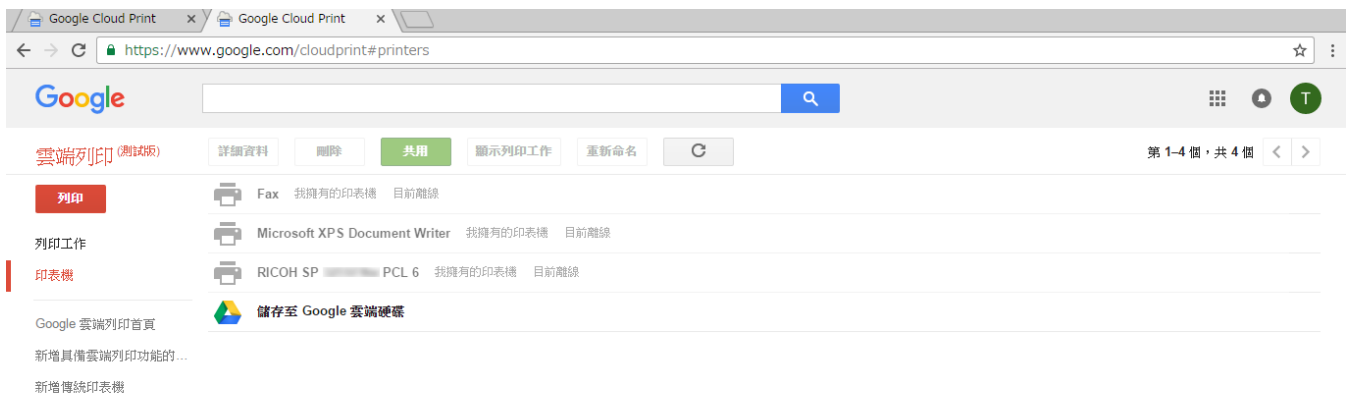 Google Cloud Print
Google Cloud Print
https://www.google.com/cloudprint#printers
Google
T
雲端列印 (測試版)
詳細資料 刪除 共用 顯示列印工作 重新命名
第 1–4 個，共 4 個
列印
Fax 我擁有的印表機 目前離線
列印工作
Microsoft XPS Document Writer 我擁有的印表機 目前離線
印表機
RICOH SP PCL 6 我擁有的印表機 目前離線
儲存至 Google 雲端硬碟
Google 雲端列印首頁
新增具備雲端列印功能的...
新增傳統印表機